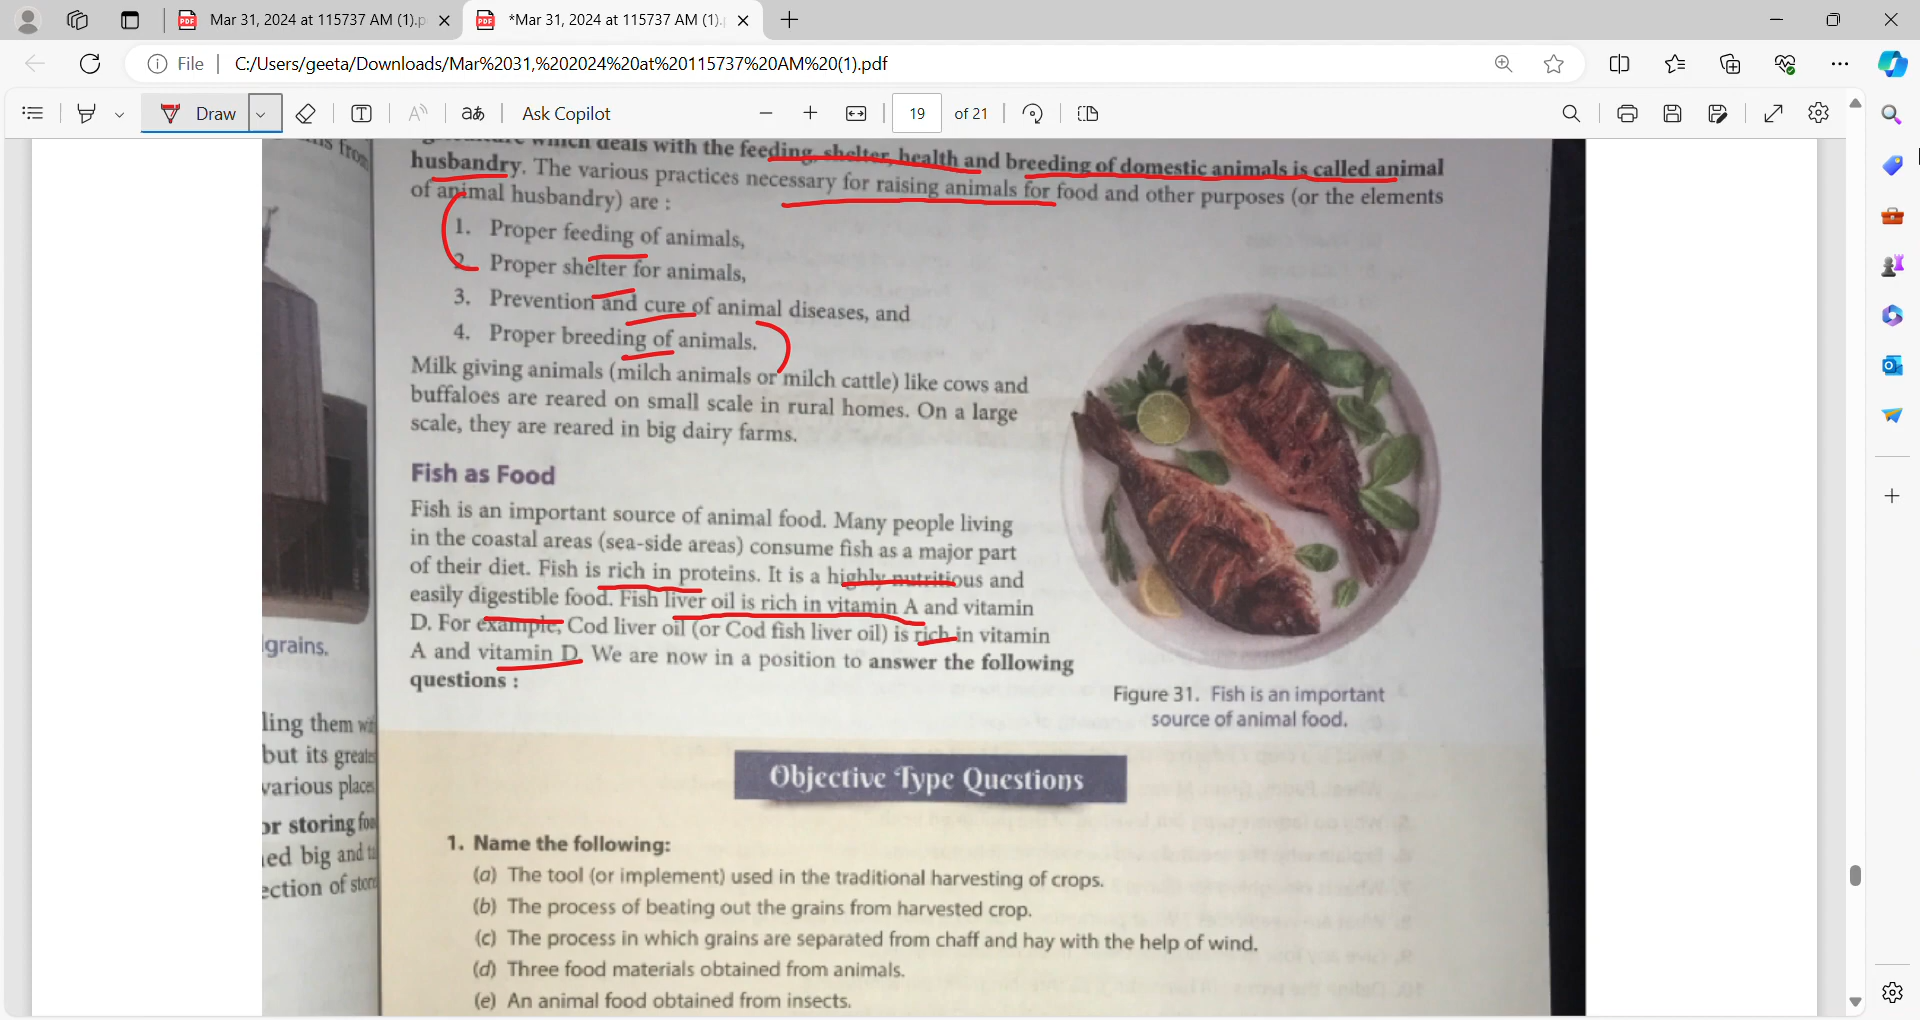 Mar 31, 2024 at 115737 AM (1).p
*Mar 31, 2024 at 115737 AM (1).
File
C:/Users/geeta/Downloads/Mar%2031,%202024%20at%20115737%20AM%20(1).pdf
Draw
Ask Copilot
19 of 21
which deals with the feeding, shelter, health and breeding of domestic animals is called animal
husbandry. The various practices necessary for raising animals for food and other purposes (or the elements
of animal husbandry) are :
1. Proper feeding of animals,
2. Proper shelter for animals,
3. Prevention and cure of animal diseases, and
4. Proper breeding of animals.
Milk giving animals (milch animals or milch cattle) like cows and
buffaloes are reared on small scale in rural homes. On a large
scale, they are reared in big dairy farms.
Fish as Food
Fish is an important source of animal food. Many people living
in the coastal areas (sea-side areas) consume fish as a major part
of their diet. Fish is rich in proteins. It is a highly nutritious and
easily digestible food. Fish liver oil is rich in vitamin A and vitamin
D. For example, Cod liver oil (or Cod fish liver oil) is rich in vitamin
A and vitamin D. We are now in a position to answer the following
questions :
Figure 31. Fish is an important
source of animal food.
grains.
ling them
but its
various
or storing
ed big and
ection of
Objective Type Questions
1. Name the following:
(a) The tool (or implement) used in the traditional harvesting of crops.
(b) The process of beating out the grains from harvested crop.
(c) The process in which grains are separated from chaff and hay with the help of wind.
(d) Three food materials obtained from animals.
(e) An animal food obtained from insects.